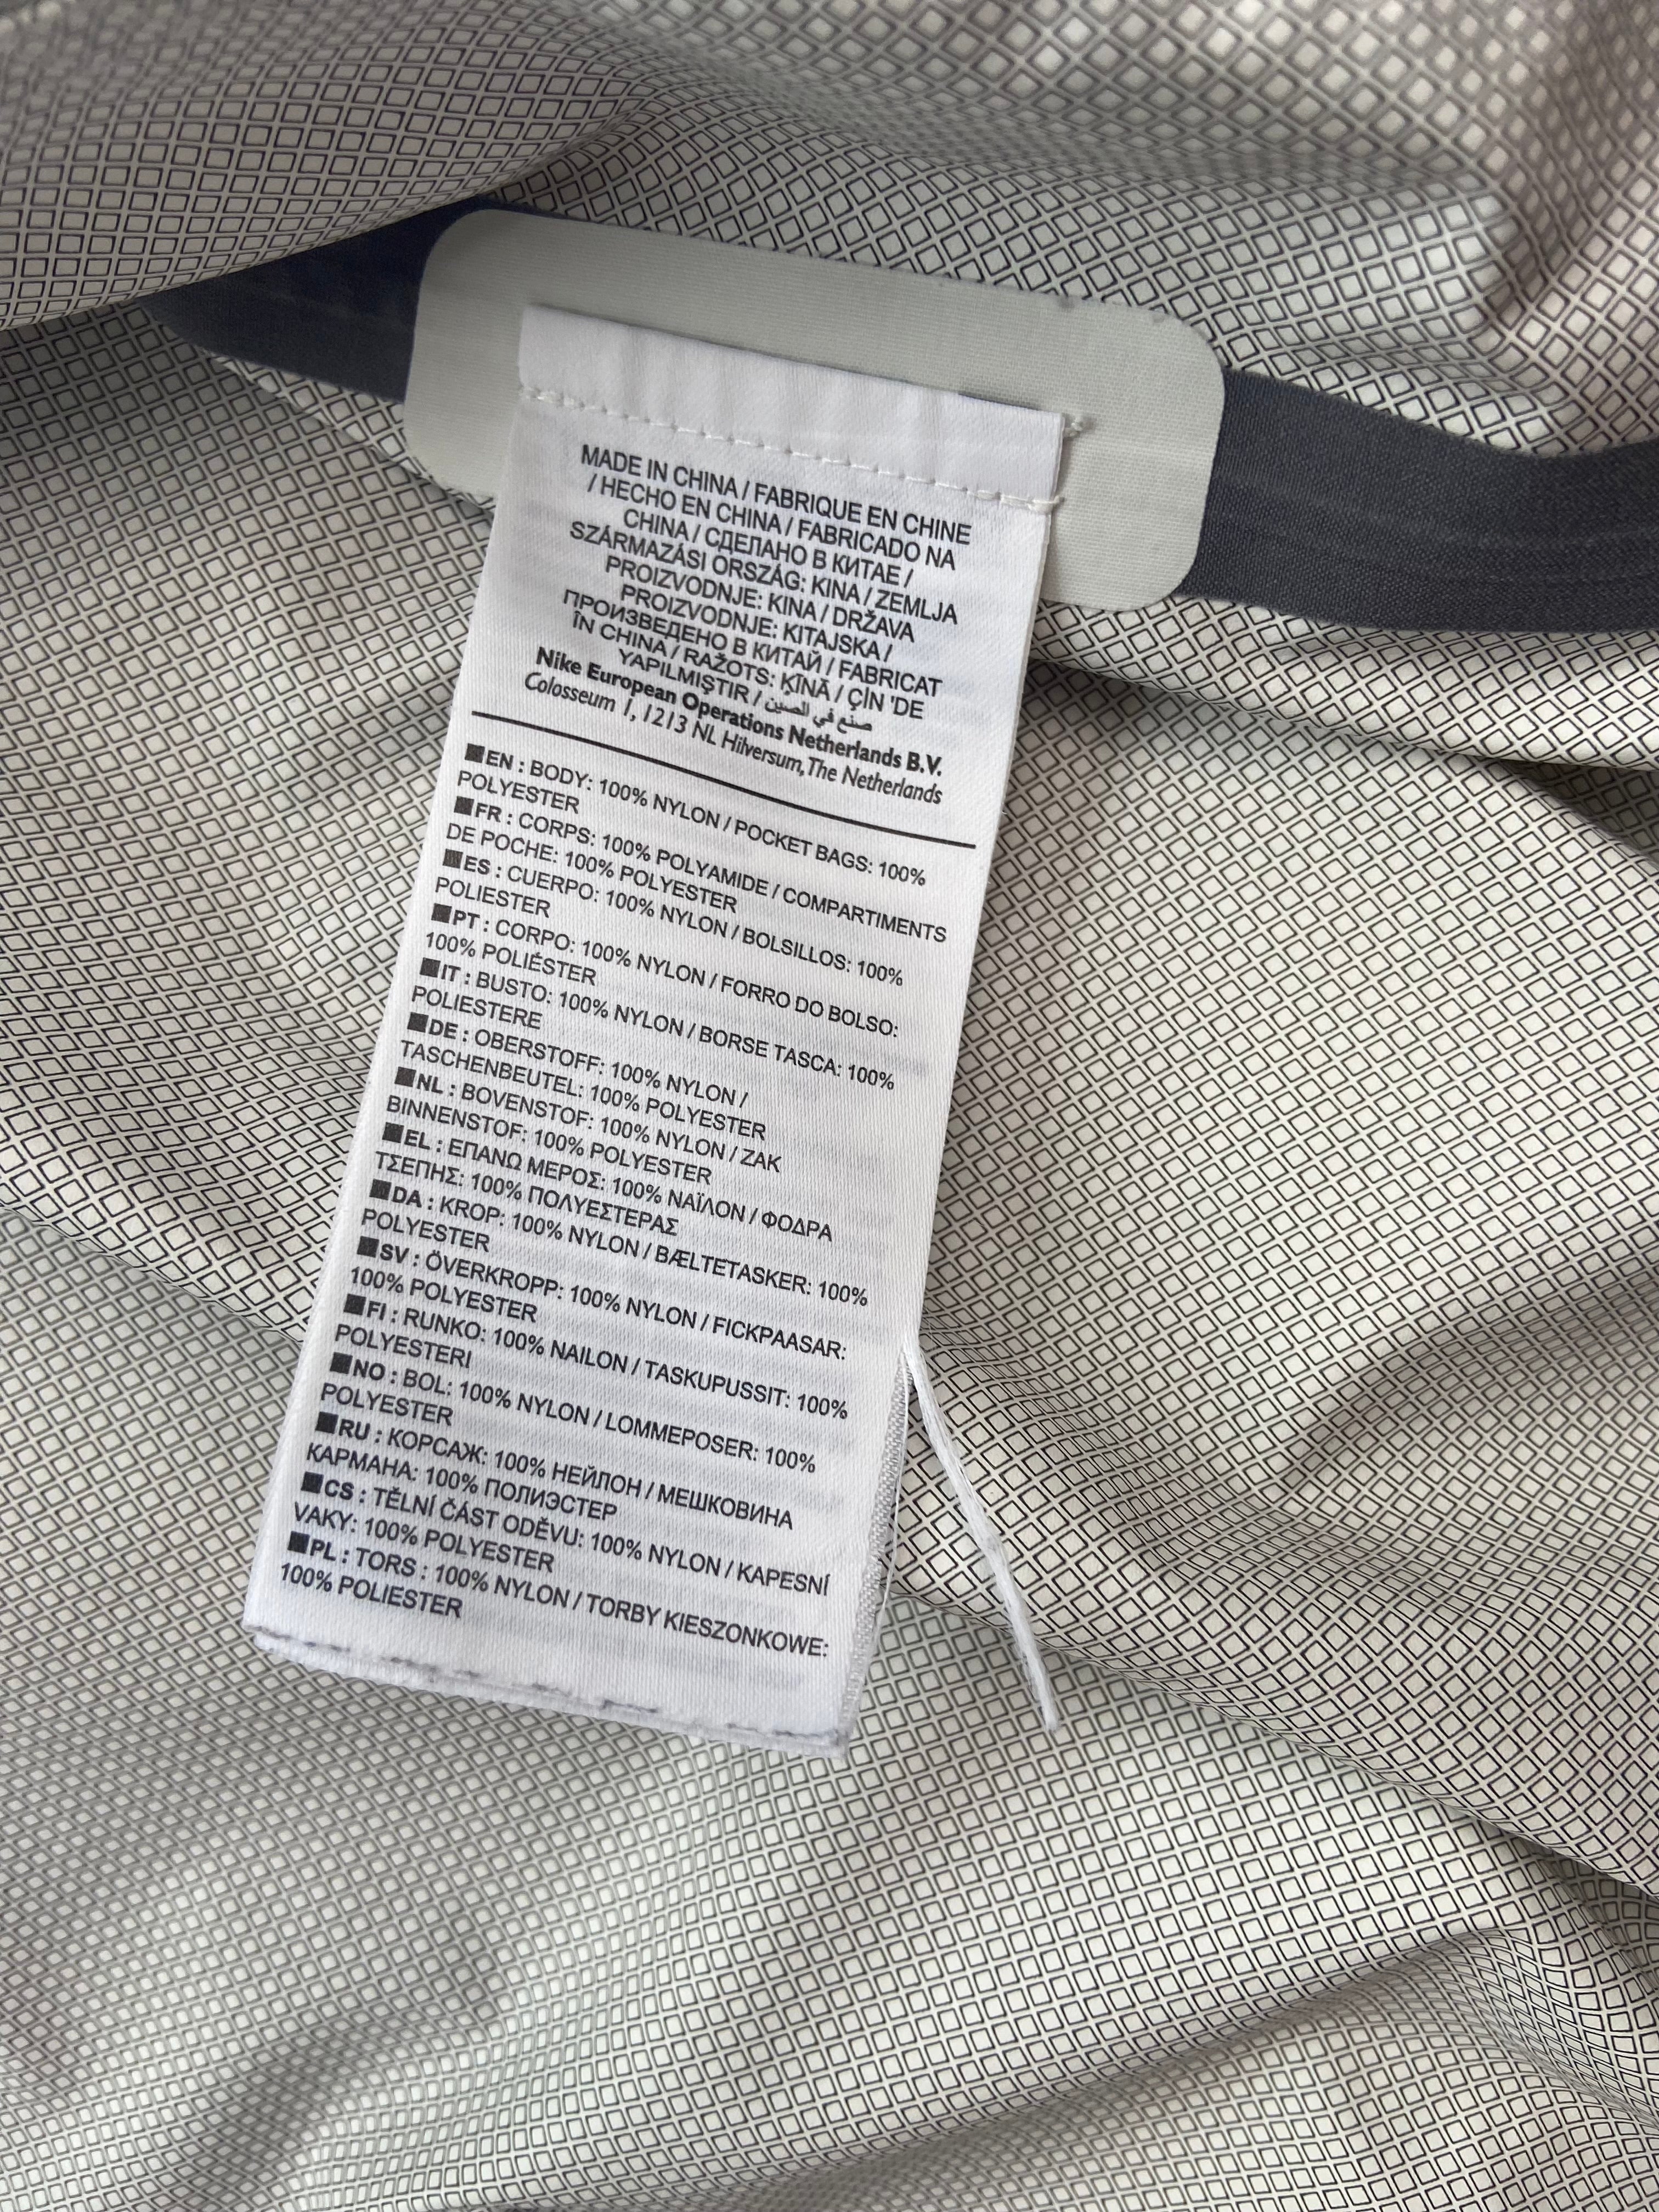 MADE IN CHINA / FABRIQUE EN CHINE
/ HECHO EN CHINA / FABRICADO NA
CHINA / СДЕЛАНО В КИТАЕ /
SZÁRMAZÁSI ORSZÁG: KINA / ZEMLJA
PROIZVODNJE: KINA / DRŽAVA
PROIZVODNJE: KITAJSKA /
ПРОИЗВЕДЕНО В КИТАЙ / FABRICAT
ÎN CHINA / RAŽOTS: ĶĪNĀ / ÇİN 'DE
YAPILMIŞTIR / صنع في الصين
Nike European Operations Netherlands B.V.
Colosseum 1, 1213 NL Hilversum, The Netherlands
■EN : BODY: 100% NYLON / POCKET BAGS: 100%
POLYESTER
■FR : CORPS: 100% POLYAMIDE / COMPARTIMENTS
DE POCHE: 100% POLYESTER
■ES : CUERPO: 100% NYLON / BOLSILLOS: 100%
POLIESTER
■PT : CORPO: 100% NYLON / FORRO DO BOLSO:
100% POLIÉSTER
■IT : BUSTO: 100% NYLON / BORSE TASCA: 100%
POLIESTERE
■DE : OBERSTOFF: 100% NYLON /
TASCHENBEUTEL: 100% POLYESTER
■NL : BOVENSTOF: 100% NYLON / ZAK
BINNENSTOF: 100% POLYESTER
■EL : ΕΠΑΝΩ ΜΕΡΟΣ: 100% ΝΑΪΛΟΝ / ΦΟΔΡΑ
ΤΣΕΠΗΣ: 100% ΠΟΛΥΕΣΤΕΡΑΣ
■DA : KROP: 100% NYLON / BÆLTETASKER: 100%
POLYESTER
■SV : ÖVERKROPP: 100% NYLON / FICKPAASAR:
100% POLYESTER
■FI : RUNKO: 100% NAILON / TASKUPUSSIT: 100%
POLYESTERI
■NO : BOL: 100% NYLON / LOMMEPOSER: 100%
POLYESTER
■RU : КОРСАЖ: 100% НЕЙЛОН / МЕШКОВИНА
КАРМАНА: 100% ПОЛИЭСТЕР
■CS : TĚLNÍ ČÁST ODĚVU: 100% NYLON / KAPESNÍ
VAKY: 100% POLYESTER
■PL : TORS : 100% NYLON / TORBY KIESZONKOWE:
100% POLIESTER